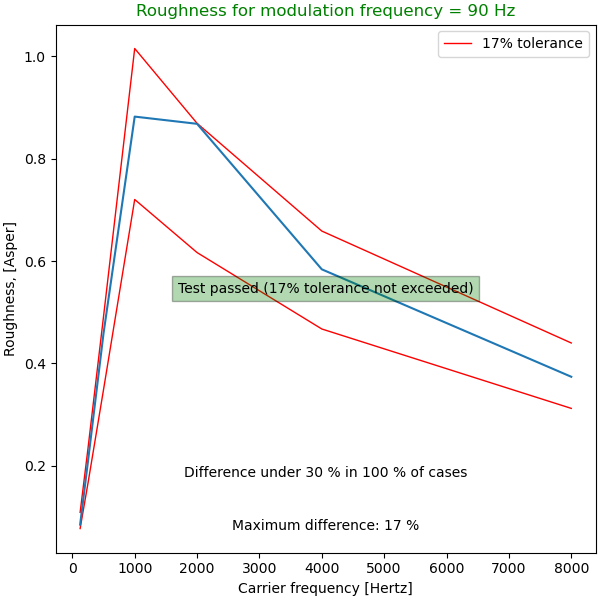 Roughness for modulation frequency = 90 Hz
17% tolerance
1.0
0.8
0.6
0.4
0.2
Roughness, [Asper]
Test passed (17% tolerance not exceeded)
Difference under 30 % in 100 % of cases
Maximum difference: 17 %
0 1000 2000 3000 4000 5000 6000 7000 8000
Carrier frequency [Hertz]